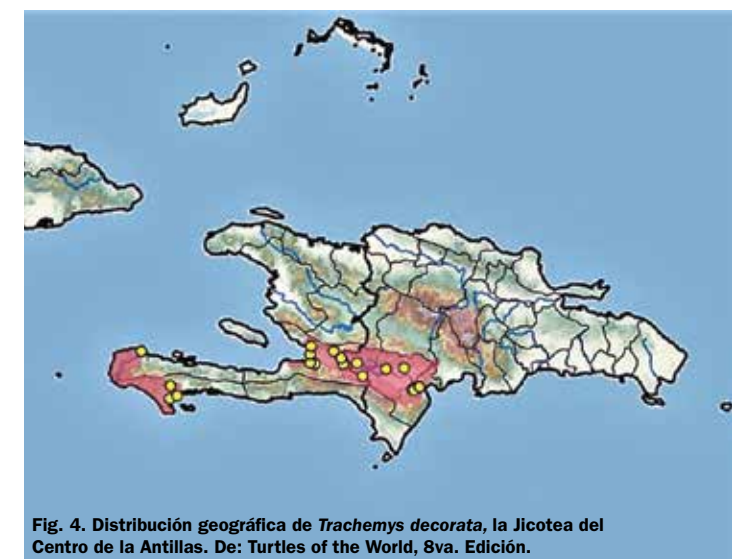 Fig. 4. Distribución geográfica de Trachemys decorata, la Jicotea del
Centro de la Antillas. De: Turtles of the World, 8va. Edición.